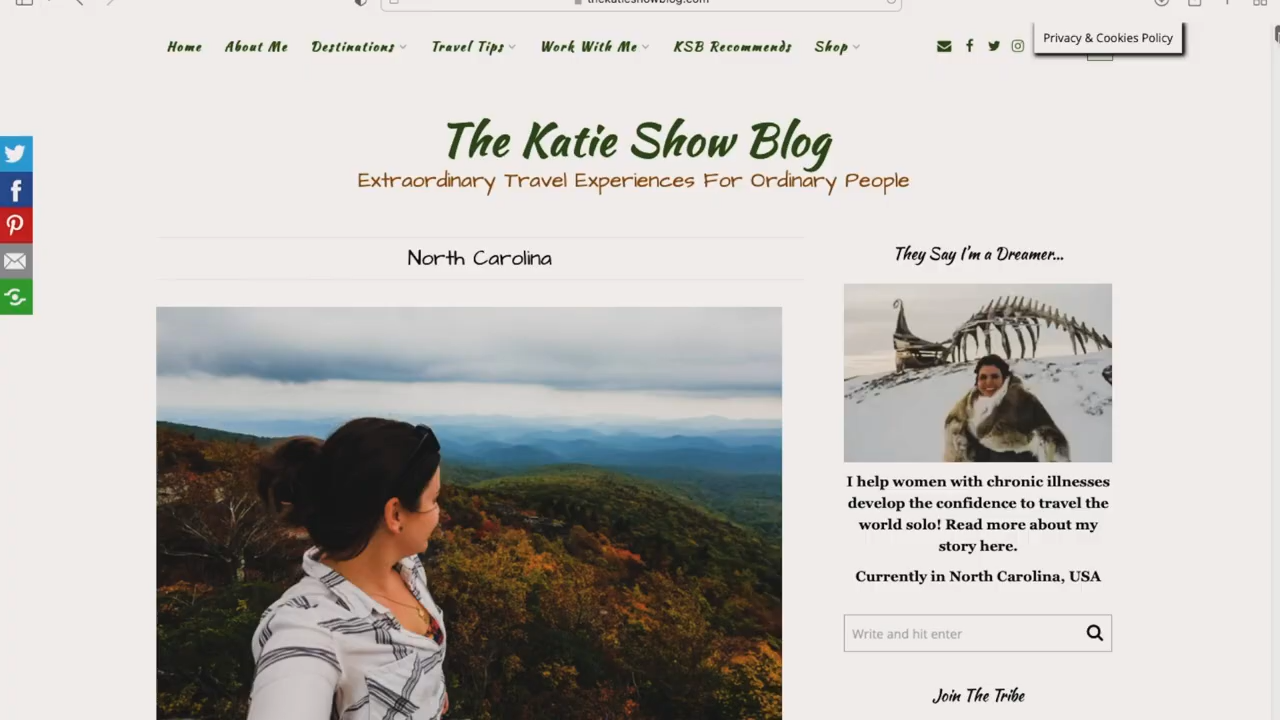 thekatieshowblog.com
Home About Me Destinations Travel Tips Work With Me KSB Recommends Shop
Privacy & Cookies Policy
The Katie Show Blog
Extraordinary Travel Experiences For Ordinary People
North Carolina
They Say I'm a Dreamer...
I help women with chronic illnesses
develop the confidence to travel the
world solo! Read more about my
story here.
Currently in North Carolina, USA
Write and hit enter
Join The Tribe